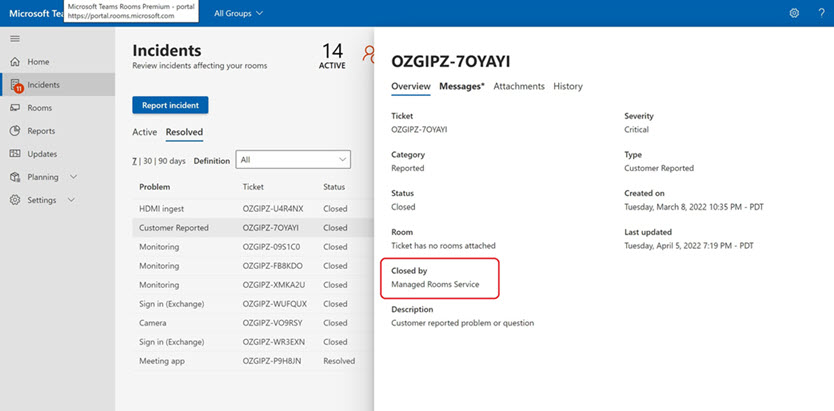 Microsoft Teams Rooms Premium - portal
https://portal.rooms.microsoft.com
Microsoft Tea
All Groups
?
Home
11
Incidents
Rooms
Reports
Updates
Planning
Settings
Incidents
Review incidents affecting your rooms
14
ACTIVE
Report incident
Active Resolved
7 | 30 | 90 days Definition All
Problem Ticket Status
HDMI ingest OZGIPZ-U4R4NX Closed
Customer Reported OZGIPZ-7OYAYI Closed
Monitoring OZGIPZ-09S1C0 Closed
Monitoring OZGIPZ-FB8KDO Closed
Monitoring OZGIPZ-XMKA2U Closed
Sign in (Exchange) OZGIPZ-WUFQUX Closed
Camera OZGIPZ-VO9RSY Closed
Sign in (Exchange) OZGIPZ-WR3EXN Closed
Meeting app OZGIPZ-P9H8JN Resolved
OZGIPZ-7OYAYI
Overview Messages* Attachments History
Ticket
OZGIPZ-7OYAYI
Severity
Critical
Category
Reported
Type
Customer Reported
Status
Closed
Created on
Tuesday, March 8, 2022 10:35 PM - PDT
Room
Ticket has no rooms attached
Last updated
Tuesday, April 5, 2022 7:19 PM - PDT
Closed by
Managed Rooms Service
Description
Customer reported problem or question